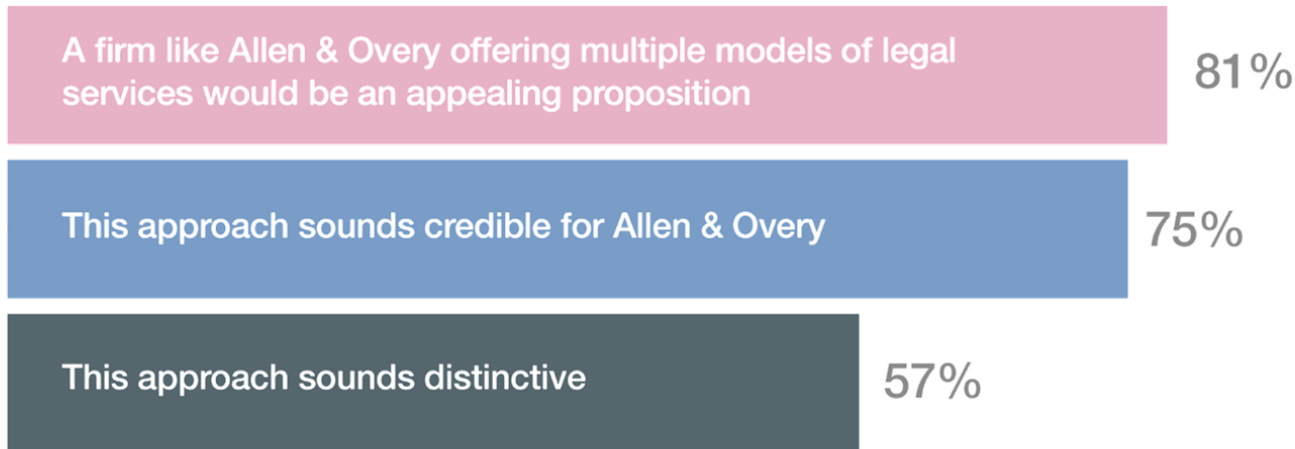 A firm like Allen & Overy offering multiple models of legal
services would be an appealing proposition
81%
This approach sounds credible for Allen & Overy
75%
This approach sounds distinctive
57%